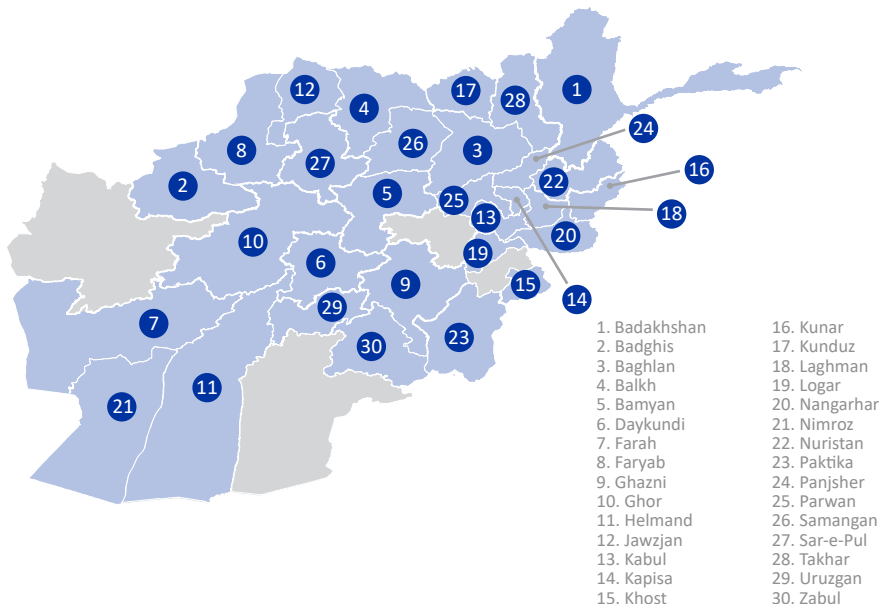 12
17
1
4
28
24
26
8
3
27
16
22
2
5
25
18
13
20
10
19
6
15
9
14
29
7
23
30
11
21
1. Badakhshan
2. Badghis
3. Baghlan
4. Balkh
5. Bamyan
6. Daykundi
7. Farah
8. Faryab
9. Ghazni
10. Ghor
11. Helmand
12. Jawzjan
13. Kabul
14. Kapisa
15. Khost
16. Kunar
17. Kunduz
18. Laghman
19. Logar
20. Nangarhar
21. Nimroz
22. Nuristan
23. Paktika
24. Panjsher
25. Parwan
26. Samangan
27. Sar-e-Pul
28. Takhar
29. Uruzgan
30. Zabul